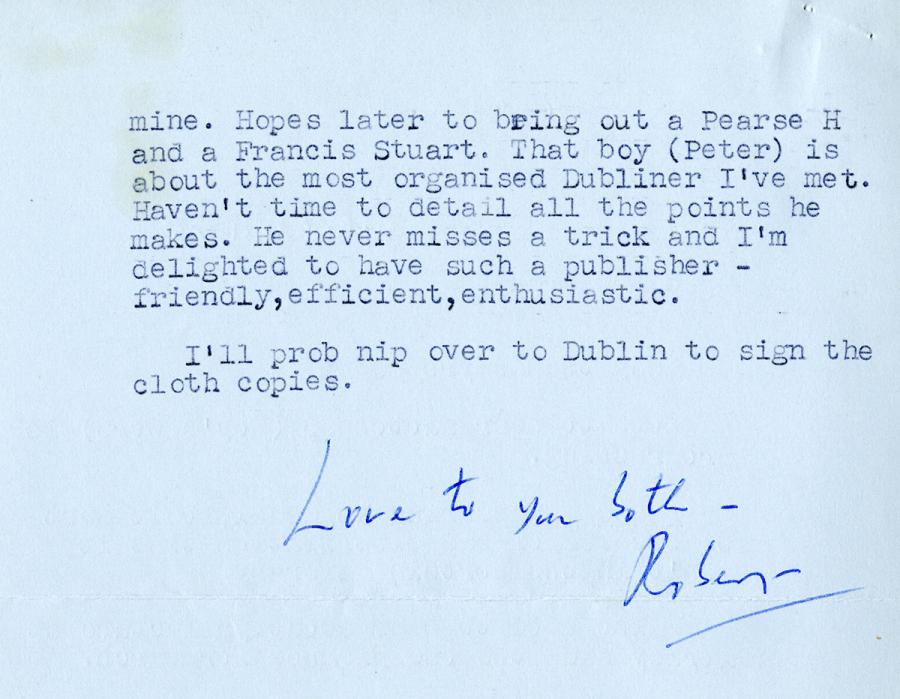 mine. Hopes later to bring out a Pearse H
and a Francis Stuart. That boy (Peter) is
about the most organised Dubliner I've met.
Haven't time to detail all the points he
makes. He never misses a trick and I'm
delighted to have such a publisher -
friendly,efficient,enthusiastic.
I'll prob nip over to Dublin to sign the
cloth copies.
Love to you both -
Robert